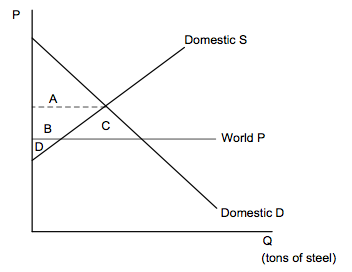 P
Domestic S
A
B
C
World P
D
Domestic D
Q
(tons of steel)